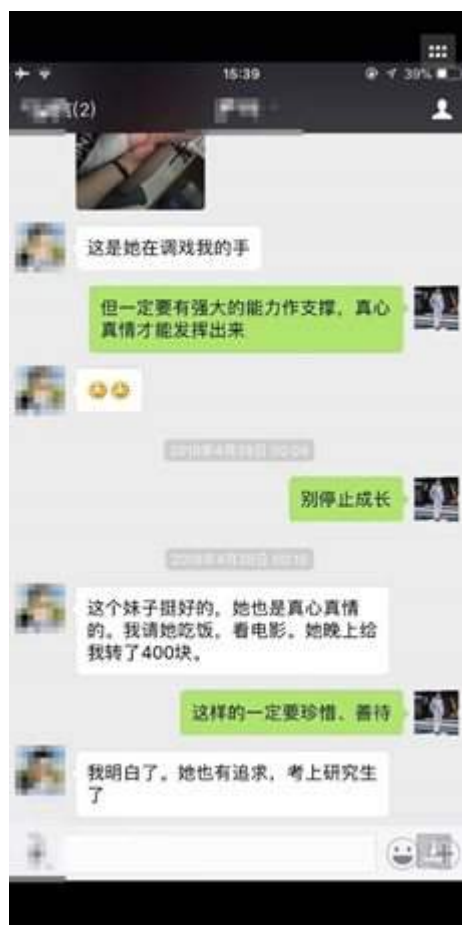 15:39
39%
(2)
这是她在调戏我的手
但一定要有强大的能力作支撑，真心
真情才能发挥出来
别停止成长
这个妹子挺好的，她也是真心真情
的。我请她吃饭，看电影。她晚上给
我转了400块。
这样的一定要珍惜、善待
我明白了。她也有追求，考上研究生
了